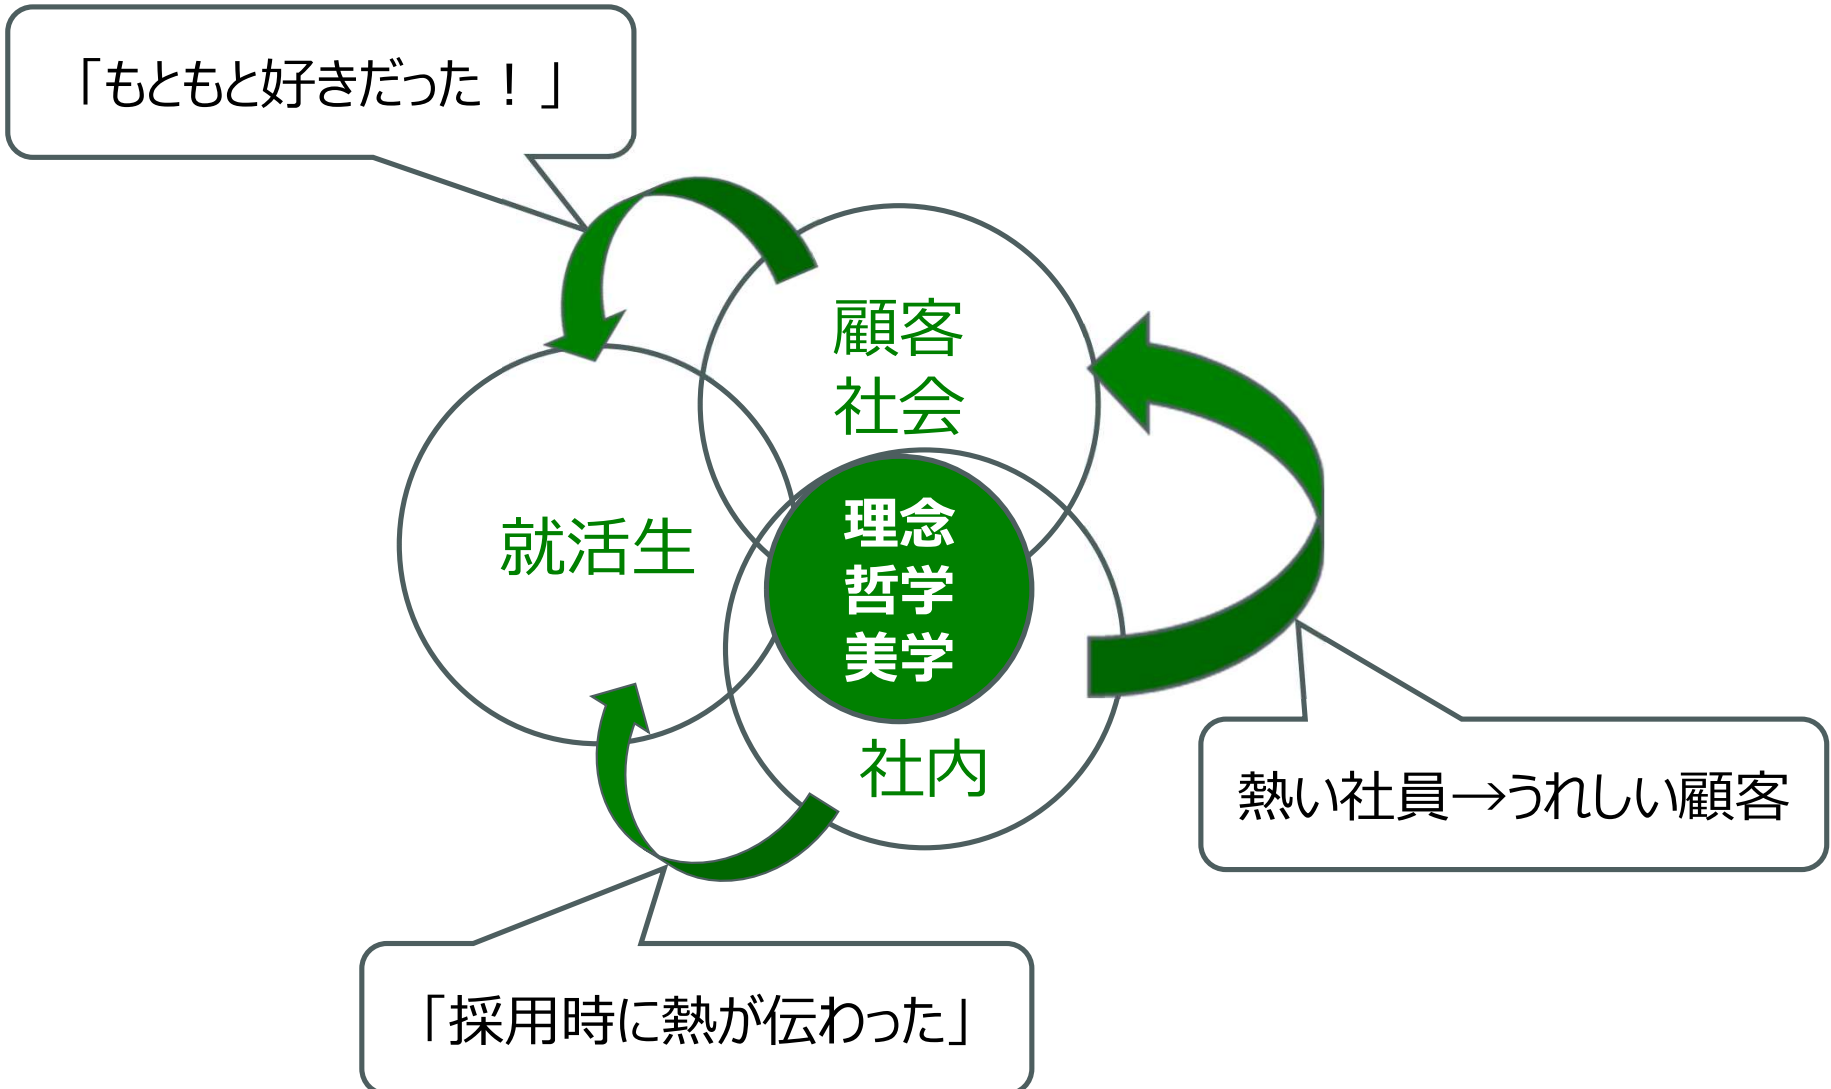 「もともと好きだった！」
顧客
社会
就活生
理念
哲学
美学
社内
熱い社員→うれしい顧客
「採用時に熱が伝わった」